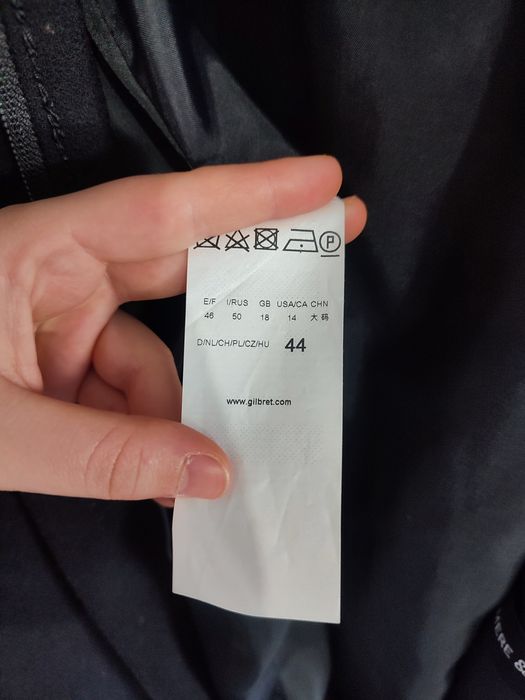 P
E/F I/RUS GB USA/CA CHN
46 50 18 14 大码
D/NL/CH/PL/CZ/HU 44
www.gilbret.com
ERE &